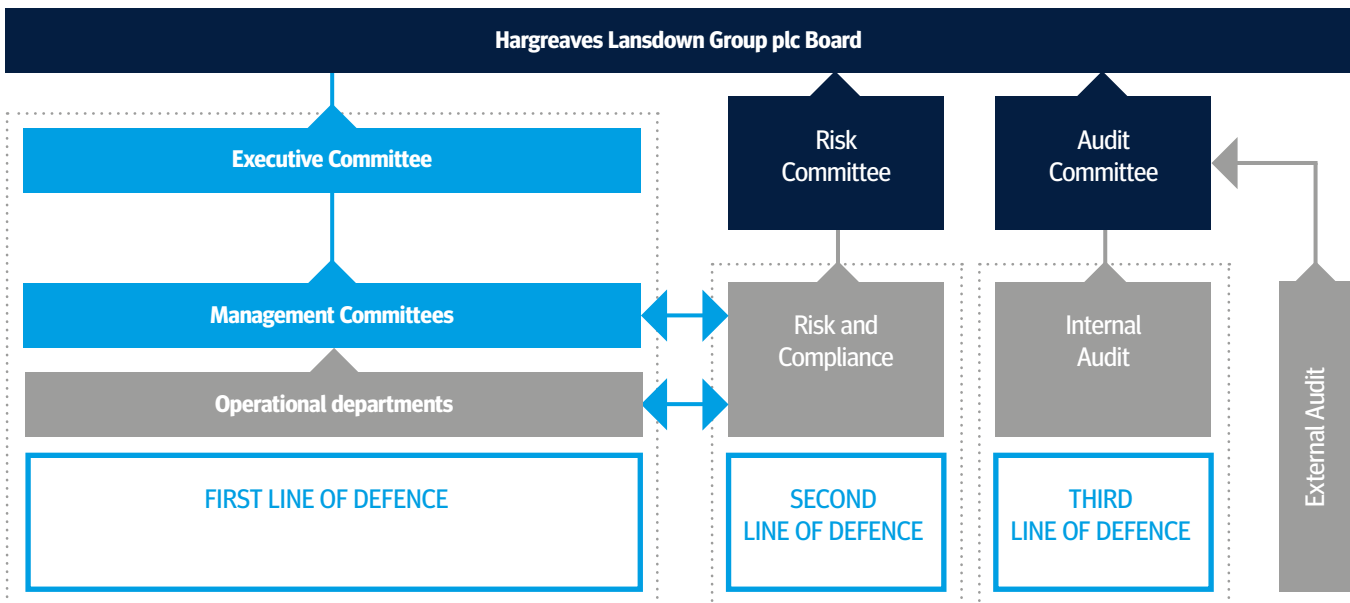 Hargreaves Lansdown Group plc Board
Executive Committee
Risk
Committee
Audit
Committee
Management Committees
Risk and
Compliance
Internal
Audit
Operational departments
External Audit
FIRST LINE OF DEFENCE
SECOND
LINE OF DEFENCE
THIRD
LINE OF DEFENCE